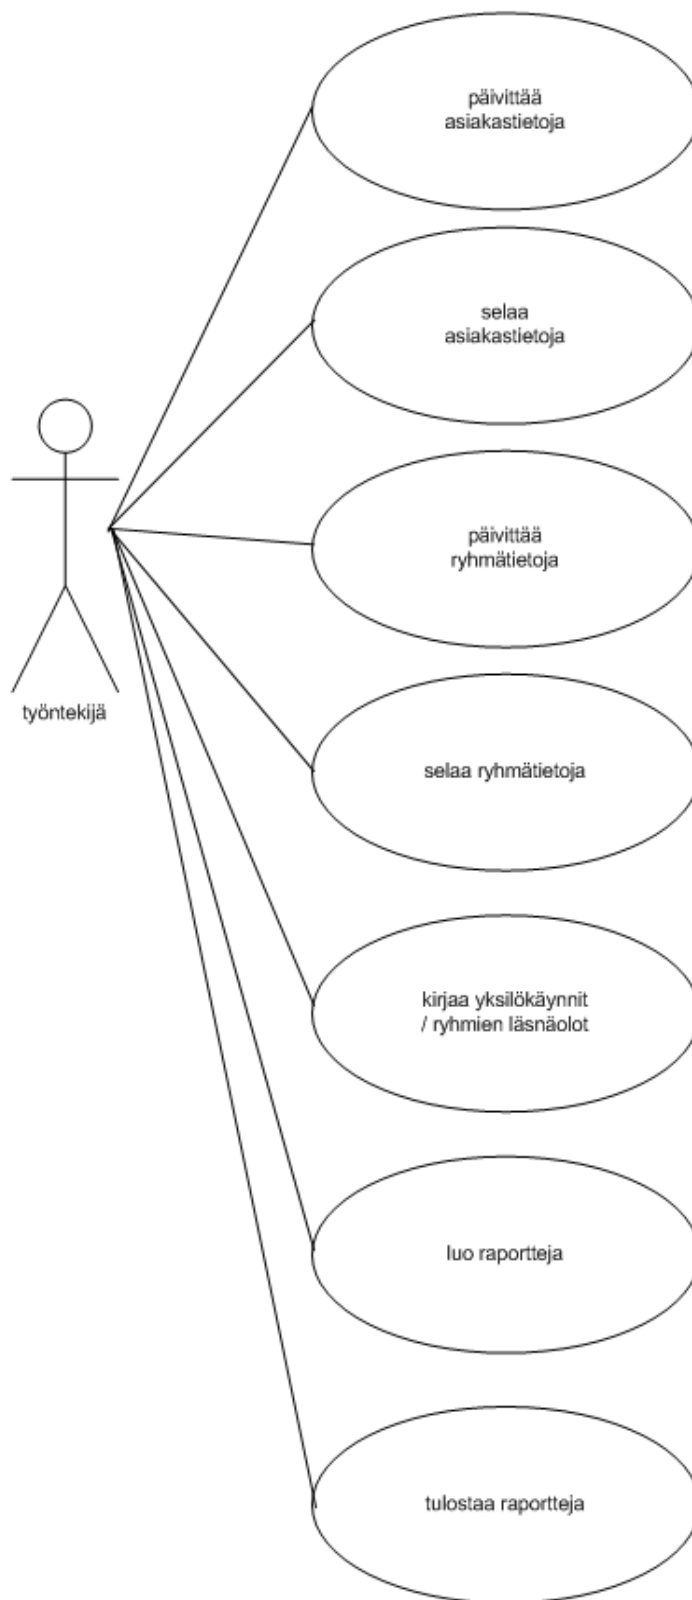 päivittää
asiakastietoja
selaa
asiakastietoja
päivittää
ryhmätietoja
työntekijä
selaa ryhmätietoja
kirjaa yksilökäynnit
/ ryhmien läsnäolot
luo raportteja
tulostaa raportteja